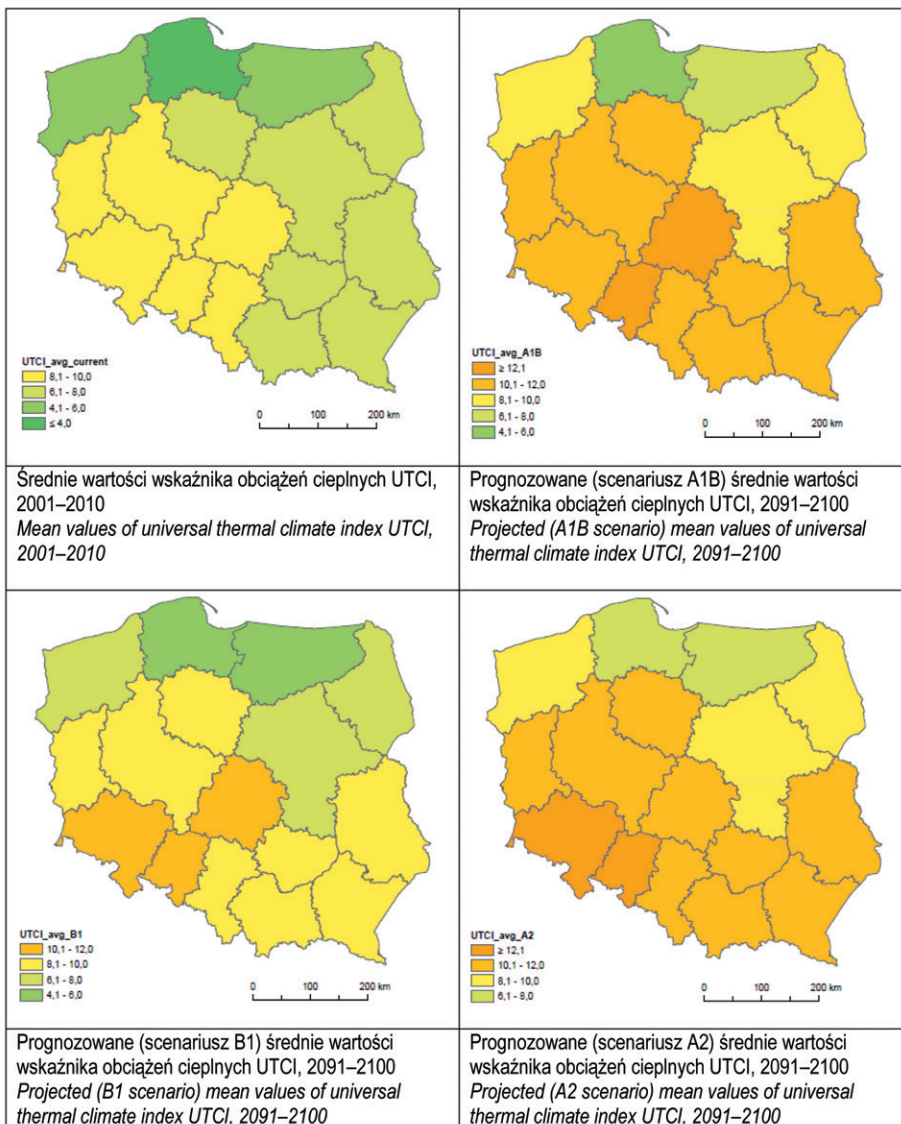 UTCI_avg_current
8,1 - 10,0
6,1 - 8,0
4,1 - 6,0
≤ 4,0
0 100 200 km
Średnie wartości wskaźnika obciążeń cieplnych UTCI,
2001–2010
Mean values of universal thermal climate index UTCI,
2001–2010
UTCI_avg_A1B
≥ 12,1
10,1 - 12,0
8,1 - 10,0
6,1 - 8,0
4,1 - 6,0
0 100 200 km
Prognozowane (scenariusz A1B) średnie wartości
wskaźnika obciążeń cieplnych UTCI, 2091–2100
Projected (A1B scenario) mean values of universal
thermal climate index UTCI, 2091–2100
UTCI_avg_B1
10,1 - 12,0
8,1 - 10,0
6,1 - 8,0
4,1 - 6,0
0 100 200 km
Prognozowane (scenariusz B1) średnie wartości
wskaźnika obciążeń cieplnych UTCI, 2091–2100
Projected (B1 scenario) mean values of universal
thermal climate index UTCI, 2091–2100
UTCI_avg_A2
≥ 12,1
10,1 - 12,0
8,1 - 10,0
6,1 - 8,0
0 100 200 km
Prognozowane (scenariusz A2) średnie wartości
wskaźnika obciążeń cieplnych UTCI, 2091–2100
Projected (A2 scenario) mean values of universal
thermal climate index UTCI, 2091–2100